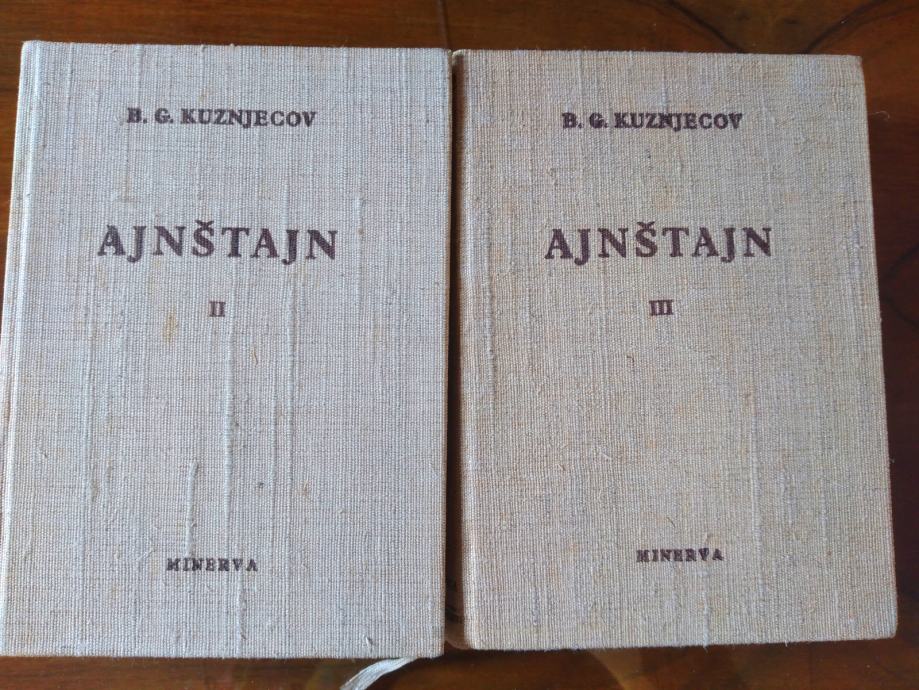 B. G. KUZNJECOV
AJNŠTAJN
II
MINERVA
B. G. KUZNJECOV
AJNŠTAJN
III
MINERVA